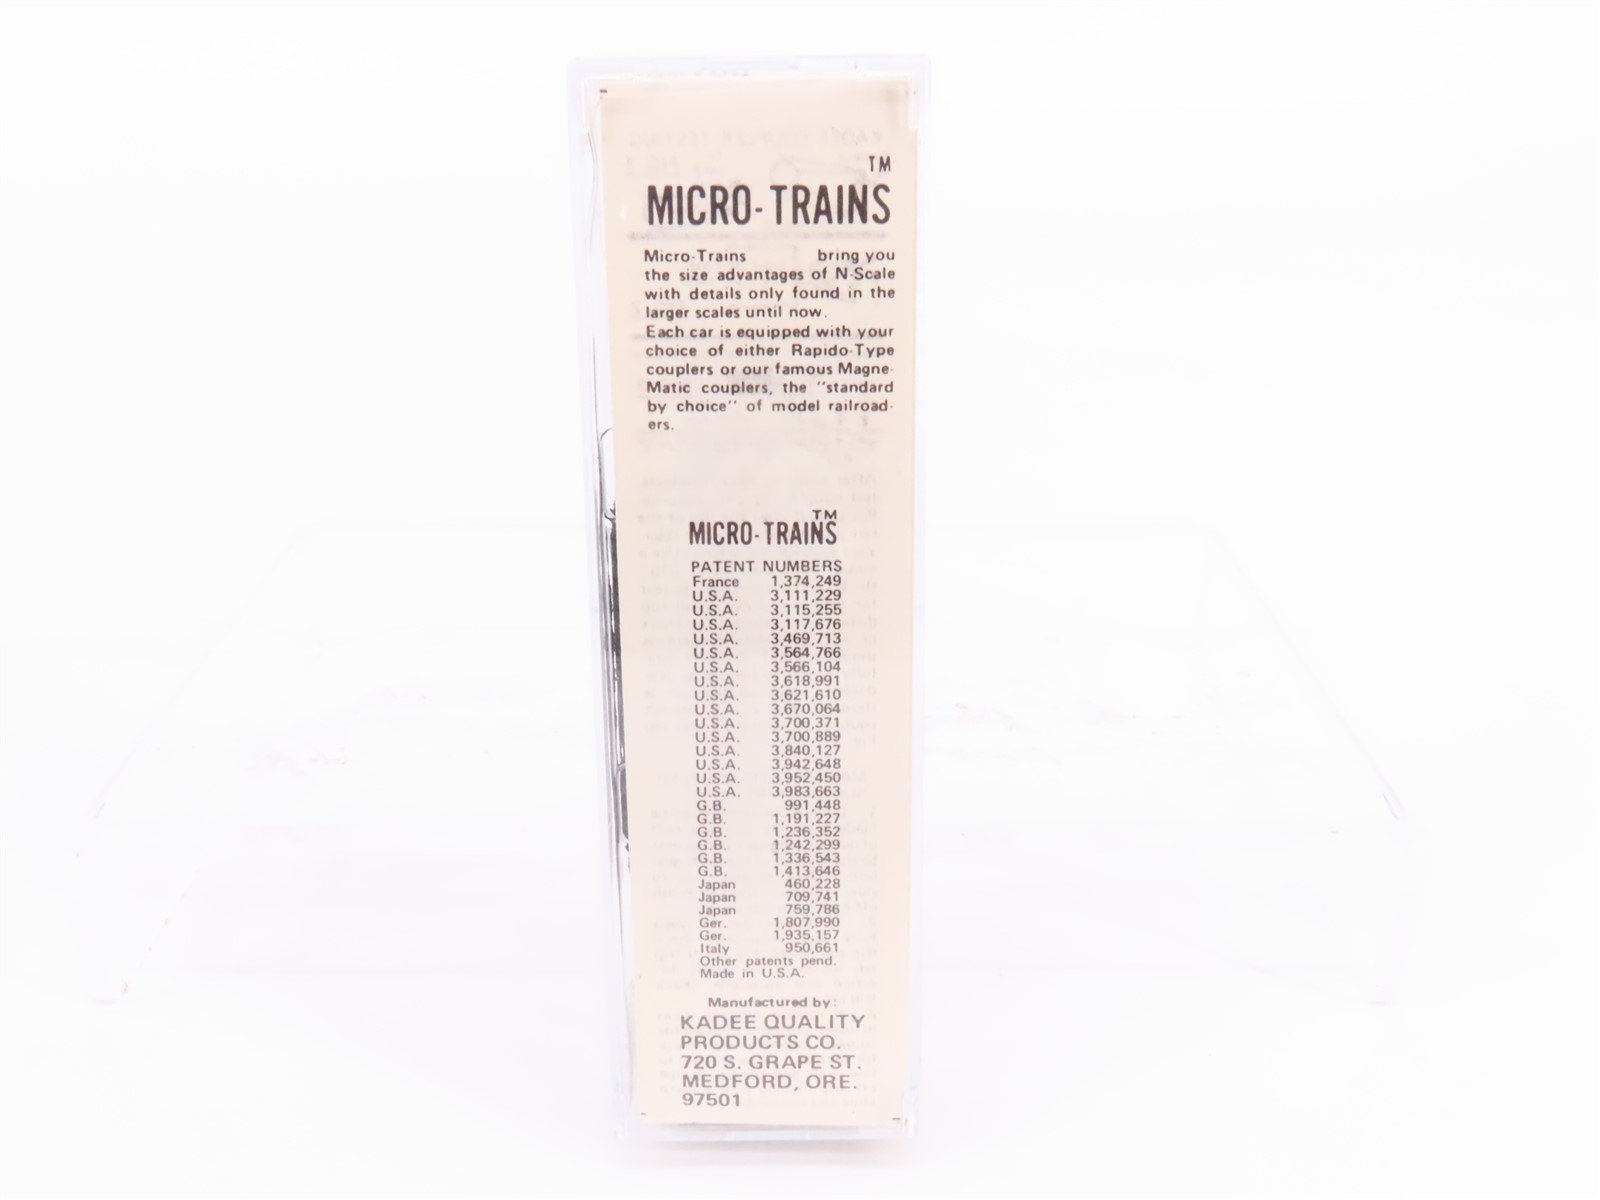 TM
MICRO-TRAINS
Micro-Trains bring you
the size advantages of N-Scale
with details only found in the
larger scales until now.
Each car is equipped with your
choice of either Rapido-Type
couplers or our famous Magne-
Matic couplers, the "standard
by choice" of model railroad-
ers.
TM
MICRO-TRAINS
PATENT NUMBERS
France 1,374,249
U.S.A. 3,111,229
U.S.A. 3,115,255
U.S.A. 3,117,676
U.S.A. 3,469,713
U.S.A. 3,564,766
U.S.A. 3,566,104
U.S.A. 3,618,991
U.S.A. 3,621,610
U.S.A. 3,670,064
U.S.A. 3,700,371
U.S.A. 3,700,889
U.S.A. 3,840,127
U.S.A. 3,942,648
U.S.A. 3,952,450
U.S.A. 3,983,663
G.B. 991,448
G.B. 1,191,227
G.B. 1,236,352
G.B. 1,242,299
G.B. 1,336,543
G.B. 1,413,646
Japan 460,228
Japan 709,741
Japan 759,786
Ger. 1,807,990
Ger. 1,935,157
Italy 950,661
Other patents pend.
Made in U.S.A.
Manufactured by:
KADEE QUALITY
PRODUCTS CO.
720 S. GRAPE ST.
MEDFORD, ORE.
97501